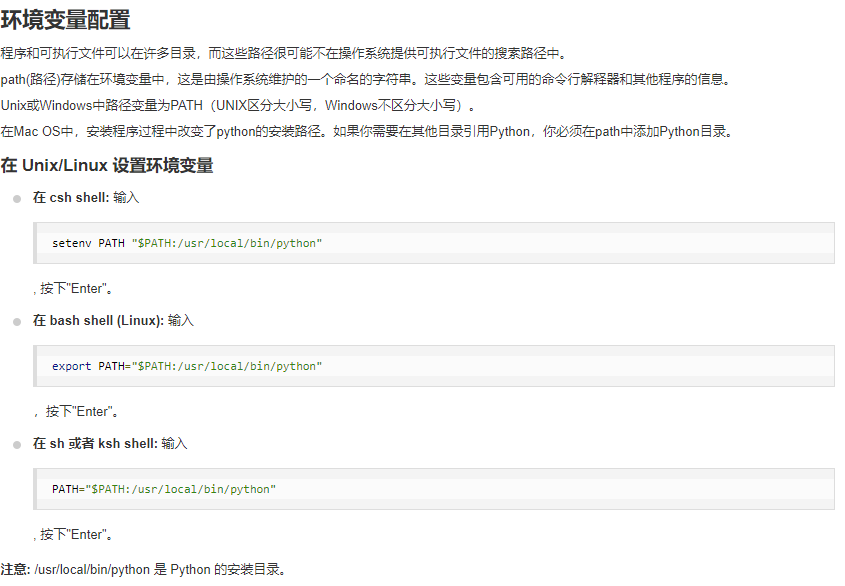 环境变量配置
程序和可执行文件可以在许多目录，而这些路径很可能不在操作系统提供可执行文件的搜索路径中。
path(路径)存储在环境变量中，这是由操作系统维护的一个命名的字符串。这些变量包含可用的命令行解释器和其他程序的信息。
Unix或Windows中路径变量为PATH（UNIX区分大小写，Windows不区分大小写）。
在Mac OS中，安装程序过程中改变了python的安装路径。如果你需要在其他目录引用Python，你必须在path中添加Python目录。
在 Unix/Linux 设置环境变量
在 csh shell: 输入
setenv PATH "$PATH:/usr/local/bin/python"
, 按下"Enter"。
在 bash shell (Linux): 输入
export PATH="$PATH:/usr/local/bin/python"
，按下"Enter"。
在 sh 或者 ksh shell: 输入
PATH="$PATH:/usr/local/bin/python"
, 按下"Enter"。
注意: /usr/local/bin/python 是 Python 的安装目录。